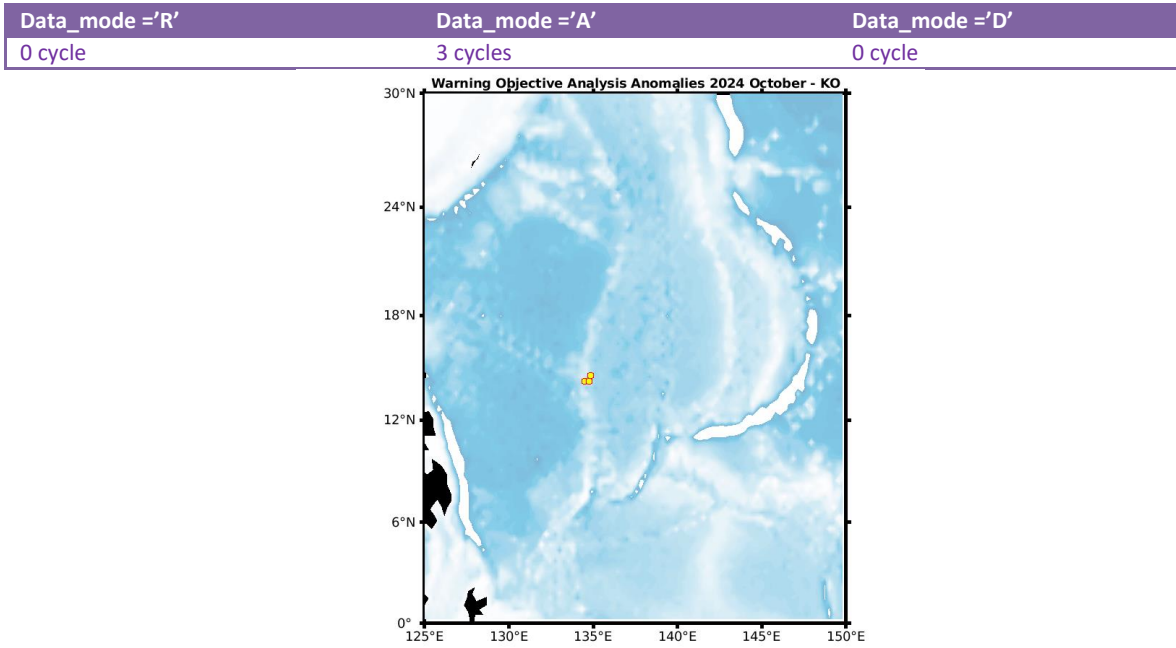 Data_mode =’R’ Data_mode =’A’ Data_mode =’D’
0 cycle 3 cycles 0 cycle
Warning Objective Analysis Anomalies 2024 October - KO
30°N
24°N
18°N
12°N
6°N
0°
125°E 130°E 135°E 140°E 145°E 150°E